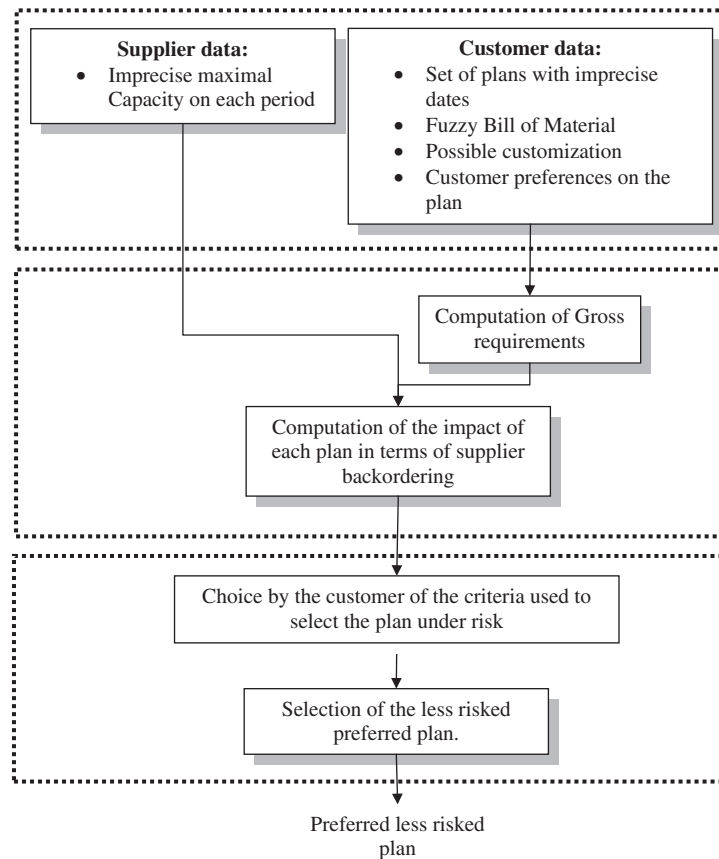 Supplier data:
• Imprecise maximal
Capacity on each period
Customer data:
• Set of plans with imprecise
dates
• Fuzzy Bill of Material
• Possible customization
• Customer preferences on the
plan
Computation of Gross
requirements
Computation of the impact of
each plan in terms of supplier
backordering
Choice by the customer of the criteria used to
select the plan under risk
Selection of the less risked
preferred plan.
Preferred less risked
plan